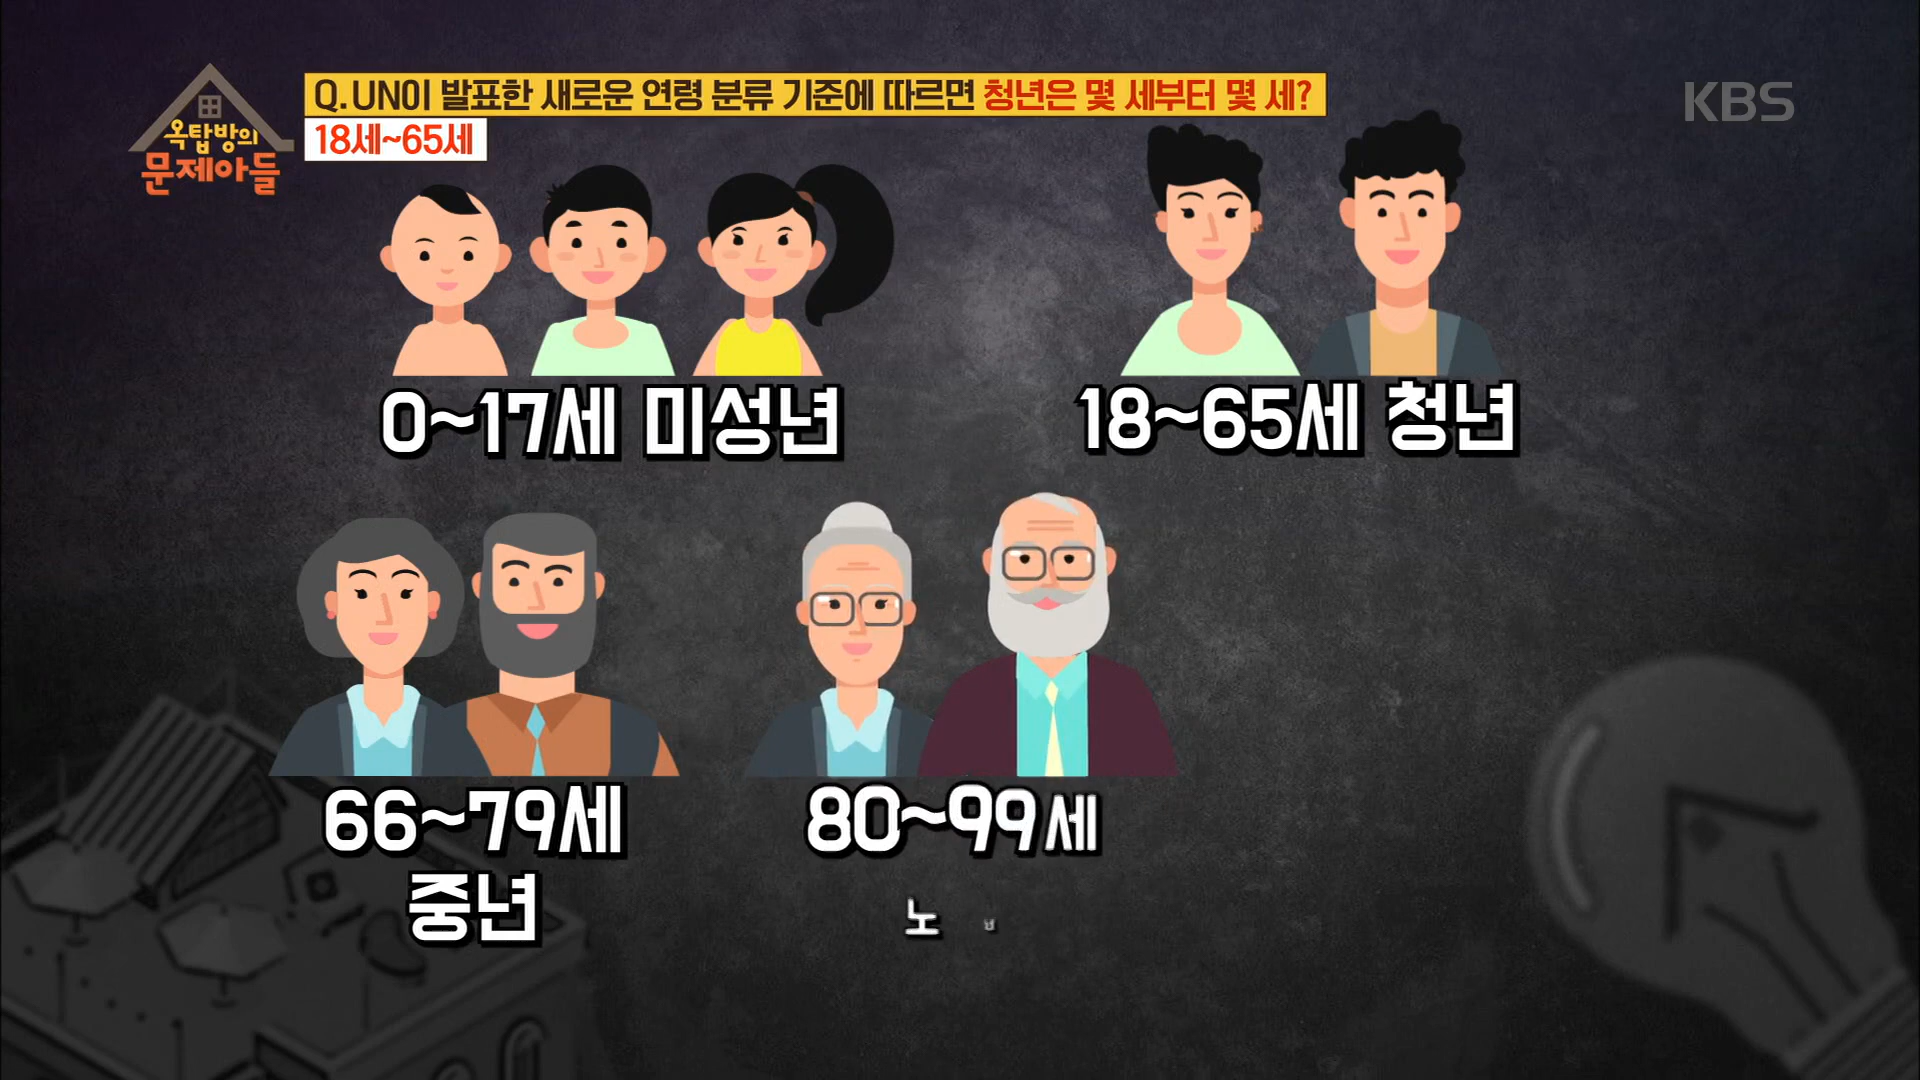 Q.UN이 발표한 새로운 연령 분류 기준에 따르면 청년은 몇 세부터 몇 세?
18세~65세
옥탑방의
문제아들
KBS
0~17세 미성년
18~65세 청년
66~79세
중년
80~99세
노